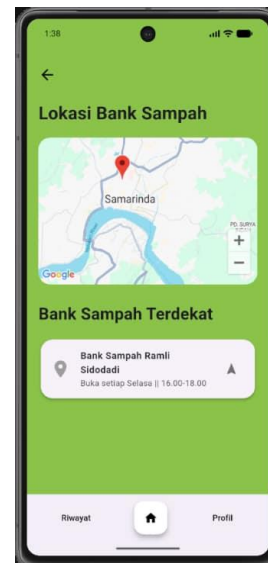 1:38
Lokasi Bank Sampah
Samarinda
Google
Bank Sampah Terdekat
Bank Sampah Ramli
Sidodadi
Buka setiap Selasa || 16.00-18.00
Riwayat
Profil